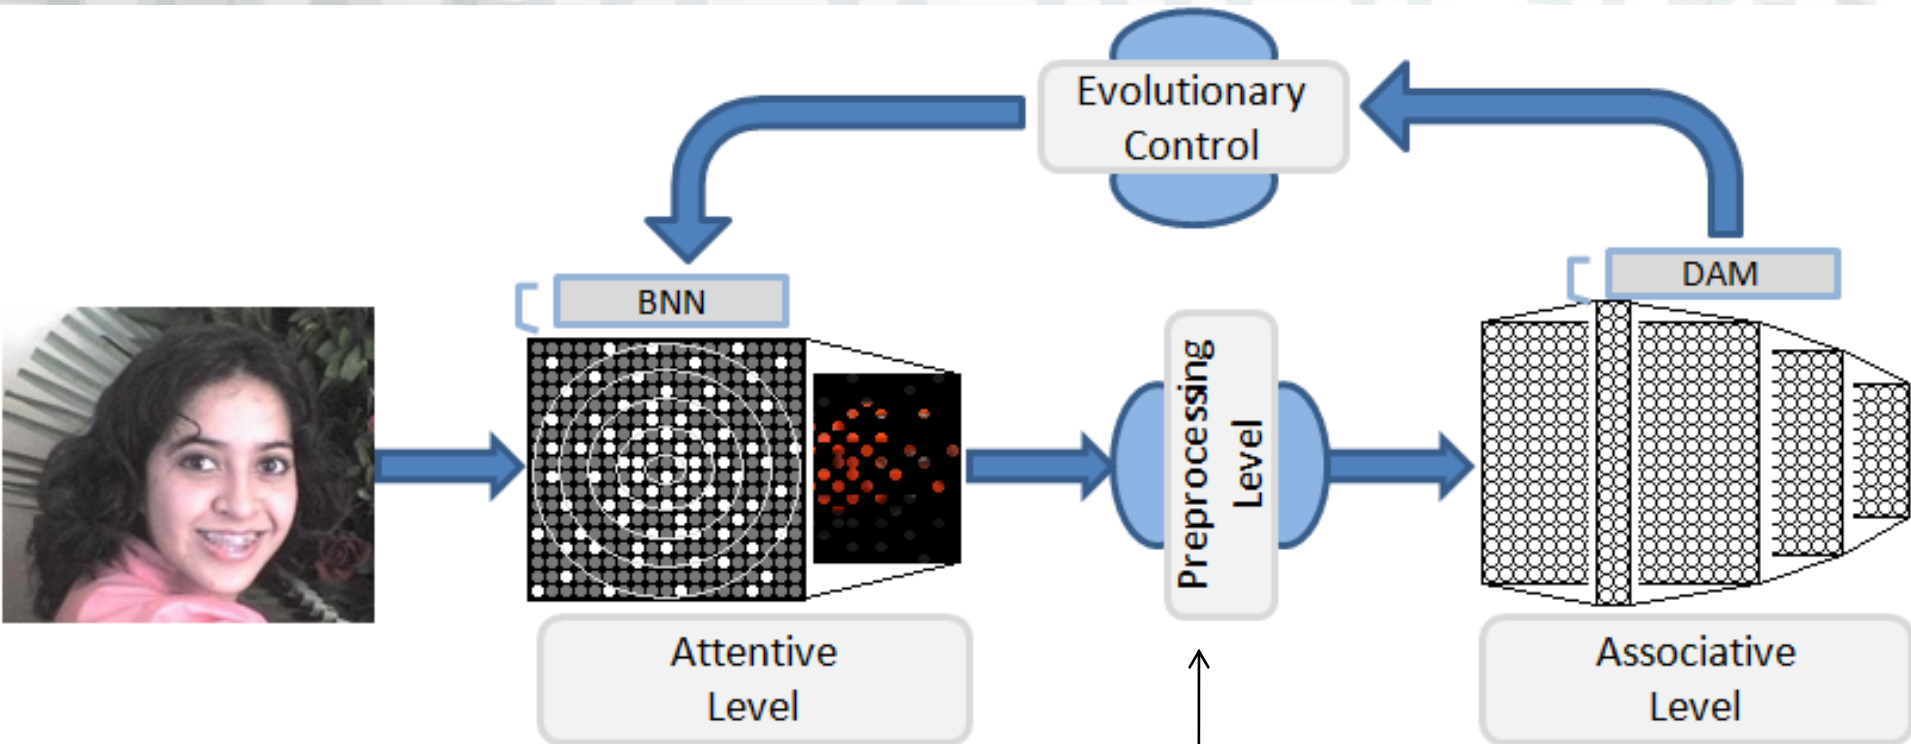 Evolutionary
Control
BNN
DAM
Preprocessing
Level
Attentive
Level
Associative
Level